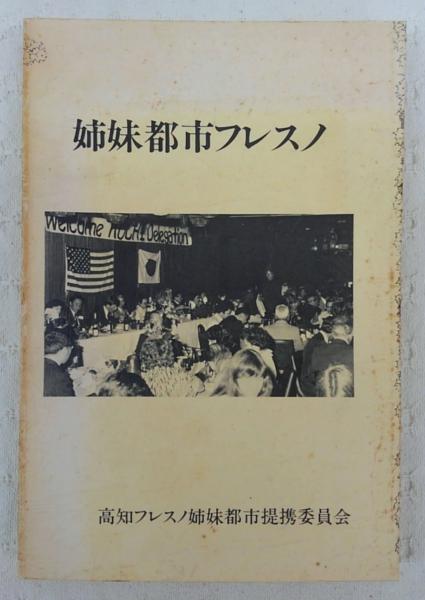 姉妹都市フレスノ
Welcome KOCHI Delegation
高知フレスノ姉妹都市提携委員会